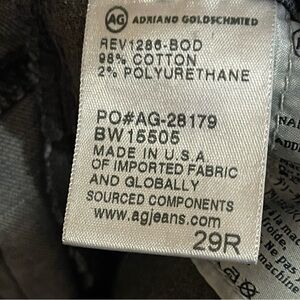 AG ADRIANO GOLDSCHMIED
REV1286-BOD
98% COTTON
2% POLYURETHANE
PO#AG-28179
BW15505
MADE IN U.S.A
OF IMPORTED FABRIC
AND GLOBALLY
SOURCED COMPONENTS
www.agjeans.com
29R
machine